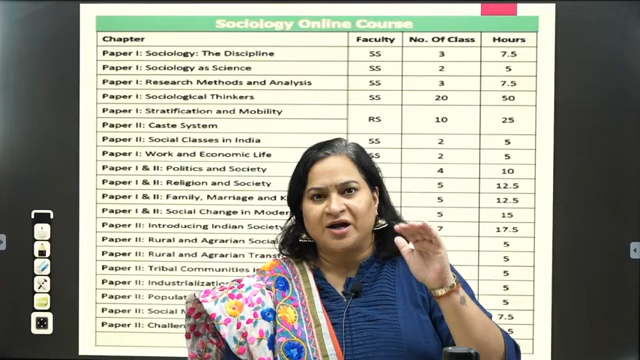 Sociology Online Course
Chapter Faculty No. Of Class Hours
Paper I: Sociology: The Discipline SS 3 7.5
Paper I: Sociology as Science SS 2 5
Paper I: Research Methods and Analysis SS 3 7.5
Paper I: Sociological Thinkers SS 20 50
Paper I: Stratification and Mobility
RS 10 25
Paper II: Caste System
Paper II: Social Classes in India SS 2 5
Paper I: Work and Economic Life SS 2 5
Paper I & II: Politics and Society 4 10
Paper I & II: Religion and Society 5 12.5
Paper I & II: Family, Marriage and 5 12.5
Paper I & II: Social Change in Modern 5 15
Paper II: Introducing Indian Society 7 17.5
Paper II: Rural and Agrarian Social 5
Paper II: Rural and Agrarian 5
Paper II: Tribal Communities 5
Paper II: 5
Paper II: 5
Paper II: Social 7.5
Paper II: